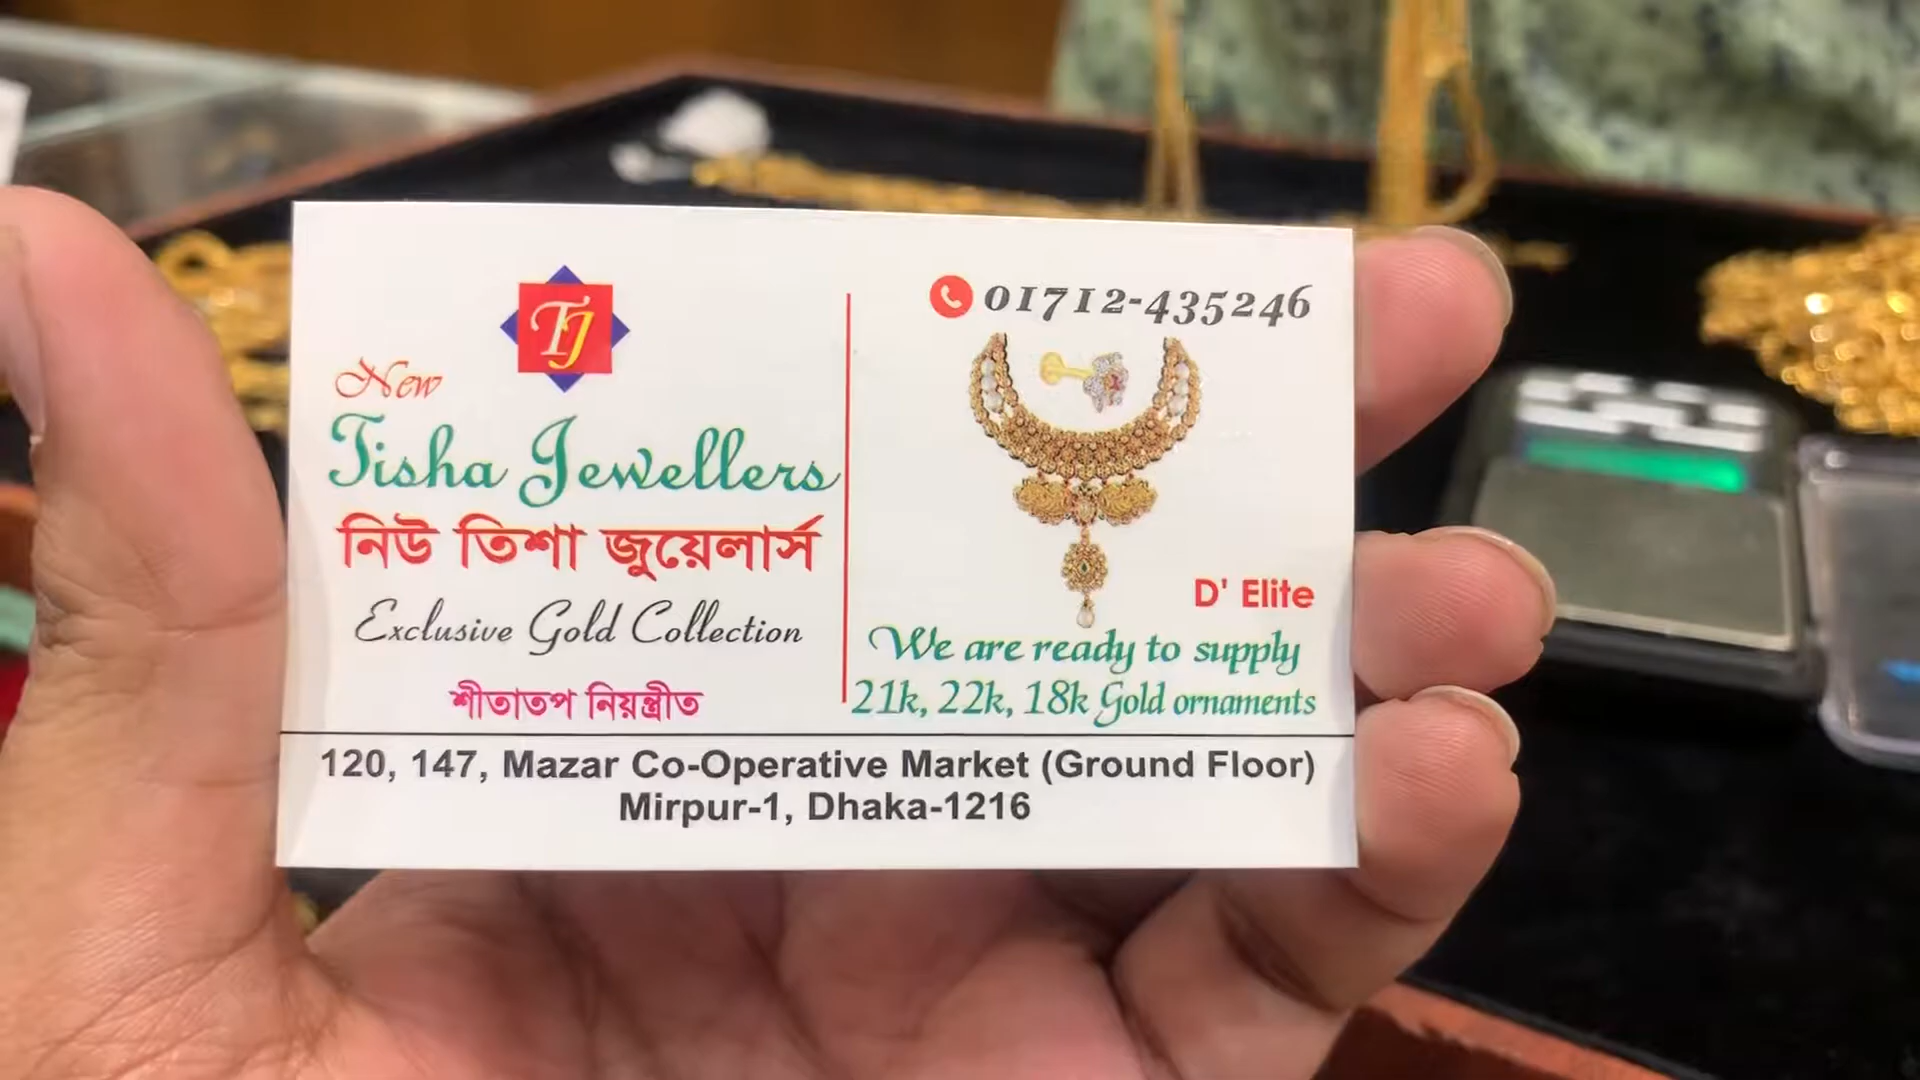 TJ
New
Tisha Jewellers
নিউ তিশা জুয়েলার্স
Exclusive Gold Collection
শীতাতপ নিয়ন্ত্রীত
01712-435246
D' Elite
We are ready to supply
21k, 22k, 18k Gold ornaments
120, 147, Mazar Co-Operative Market (Ground Floor)
Mirpur-1, Dhaka-1216